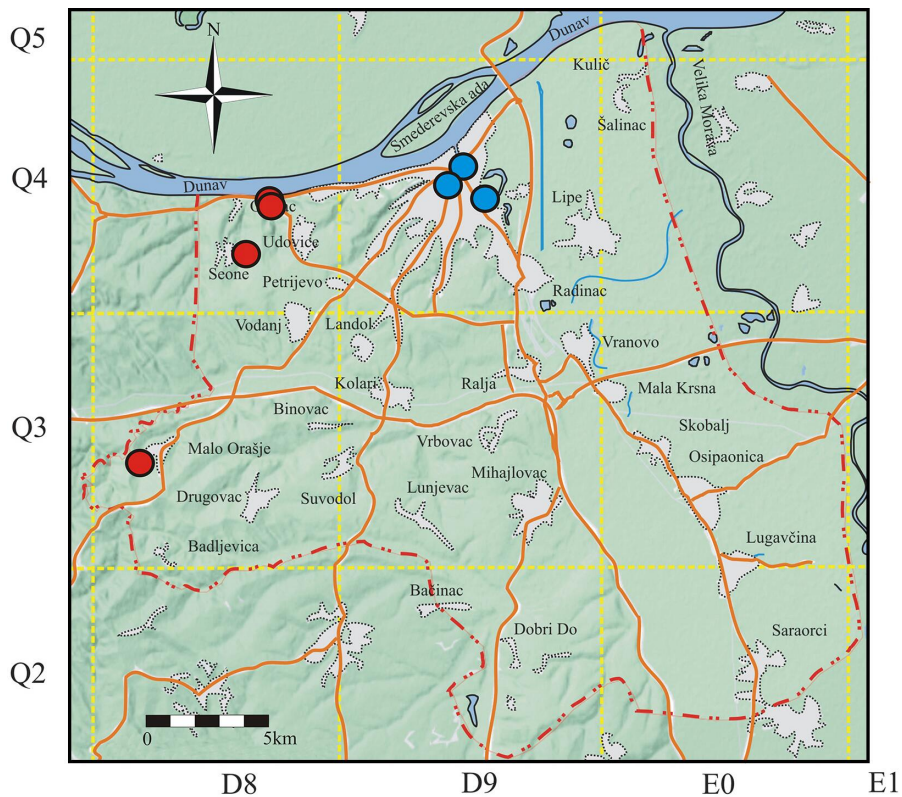 Q5
Dunav
N
Kulič
Velika Morava
Smederevska ada
Salinac
Q4
Dunav
Lipe
Udovice
Seone
Petrijevo
Radinac
Vodanj
Landol
Vranovo
Kolari
Ralja
Mala Krsna
Binovac
Q3
Skobalj
Vrbovac
Malo Orašje
Osipaonica
Mihajlovac
Drugovac
Suvodol
Lunjevac
Lugavčina
Badljevica
Bačinac
Dobri Do
Saraorci
Q2
0
5km
D8
D9
E0
E1